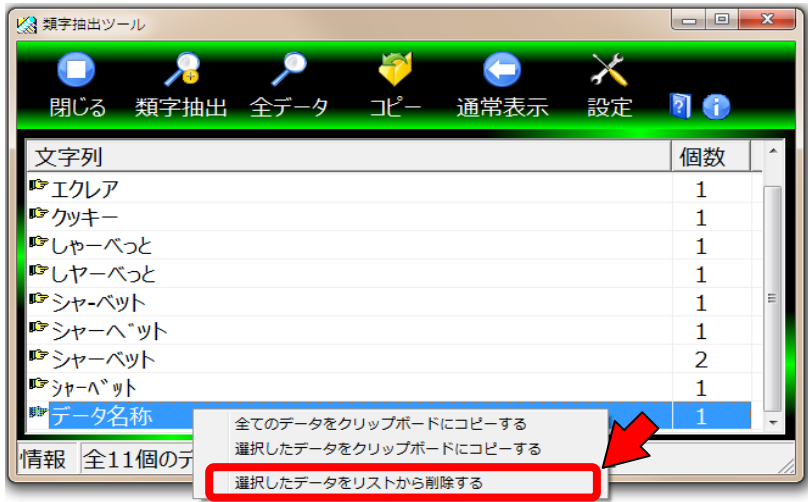 類字抽出ツール
閉じる 類字抽出 全データ コピー 通常表示 設定
文字列 個数
エクレア 1
クッキー 1
しゃーべっと 1
しヤーべっと 1
シャ-ベット 1
シャーヘ゛ット 1
シャーベット 2
ｼｬｰﾍﾞｯﾄ 1
データ名称 1
全てのデータをクリップボードにコピーする
選択したデータをクリップボードにコピーする
選択したデータをリストから削除する
情報 全11個のデ